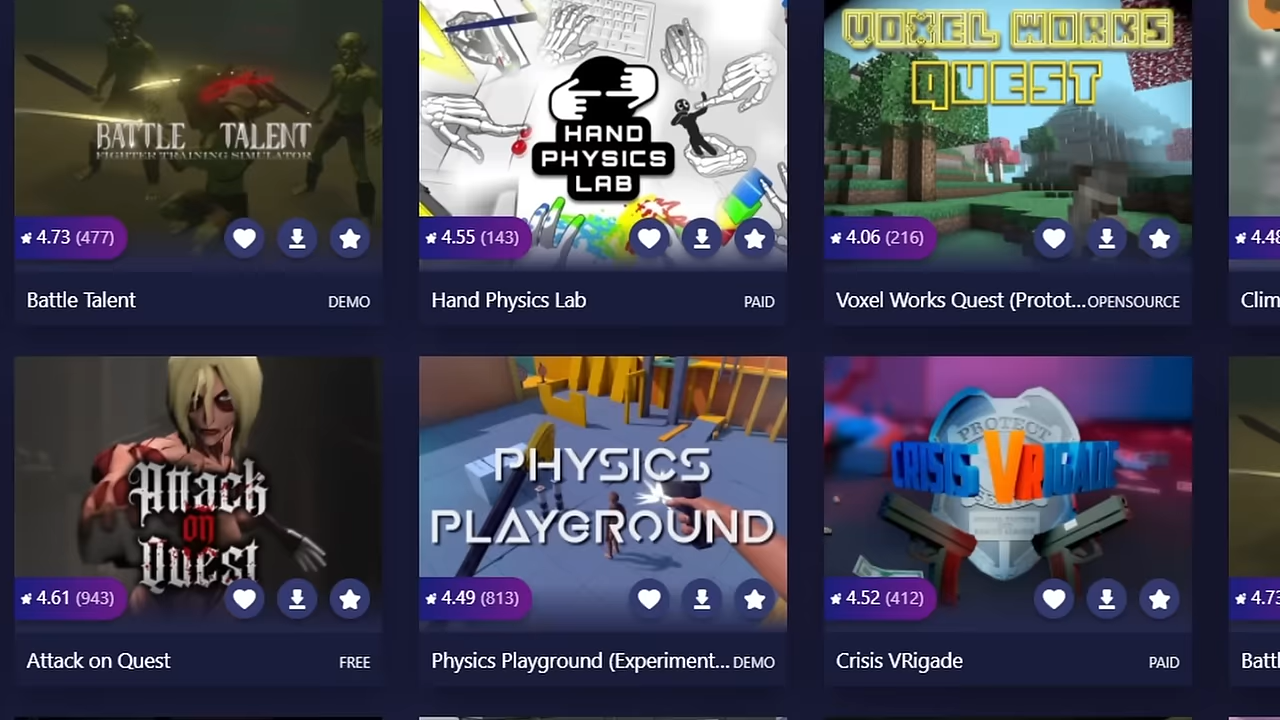 BATTLE TALENT
FIGHTER TRAINING SIMULATOR
4.73 (477)
Battle Talent
DEMO
HAND
PHYSICS
LAB
4.55 (143)
Hand Physics Lab
PAID
VOXEL WORKS
QUEST
4.06 (216)
Voxel Works Quest (Protot...
OPENSOURCE
4.48
Clim
Attack
on
Quest
4.61 (943)
Attack on Quest
FREE
PHYSICS
PLAYGROUND
4.49 (813)
Physics Playground (Experiment...
DEMO
PROTECT
CRISIS VRIGADE
4.52 (412)
Crisis VRigade
PAID
4.73
Battl